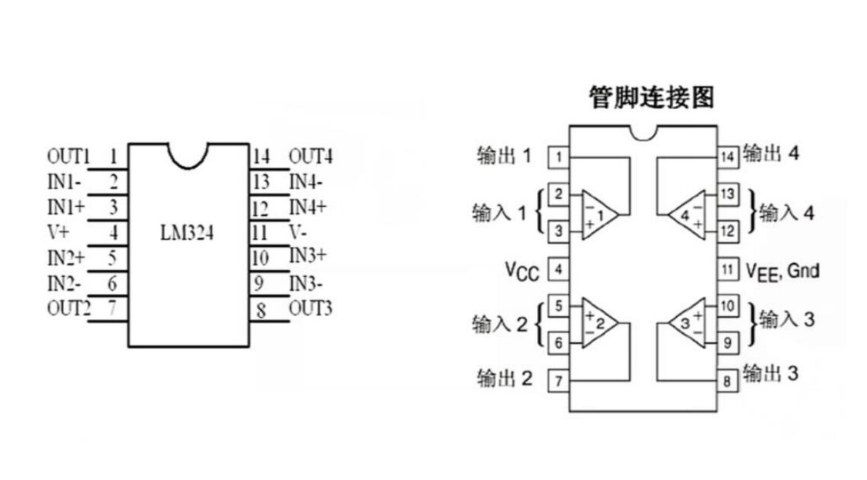 OUT1 1
IN1- 2
IN1+ 3
V+ 4
IN2+ 5
IN2- 6
OUT2 7
LM324
14 OUT4
13 IN4-
12 IN4+
11 V-
10 IN3+
9 IN3-
8 OUT3
管脚连接图
输出 1 1
输入 1 2
3
VCC 4
输入 2 5
6
输出 2 7
- + 1
- + 4
+ - 2
+ - 3
14 输出 4
13 输入 4
12
11 VEE, Gnd
10 输入 3
9
8 输出 3